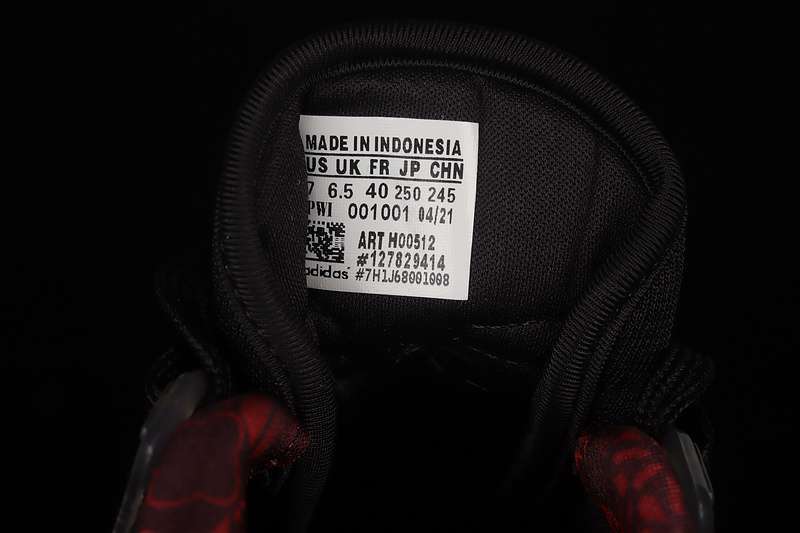 MADE IN INDONESIA
US UK FR JP CHN
7 6.5 40 250 245
PWI 001001 04/21
ART H00512
#127829414
adidas #7H1J68001008